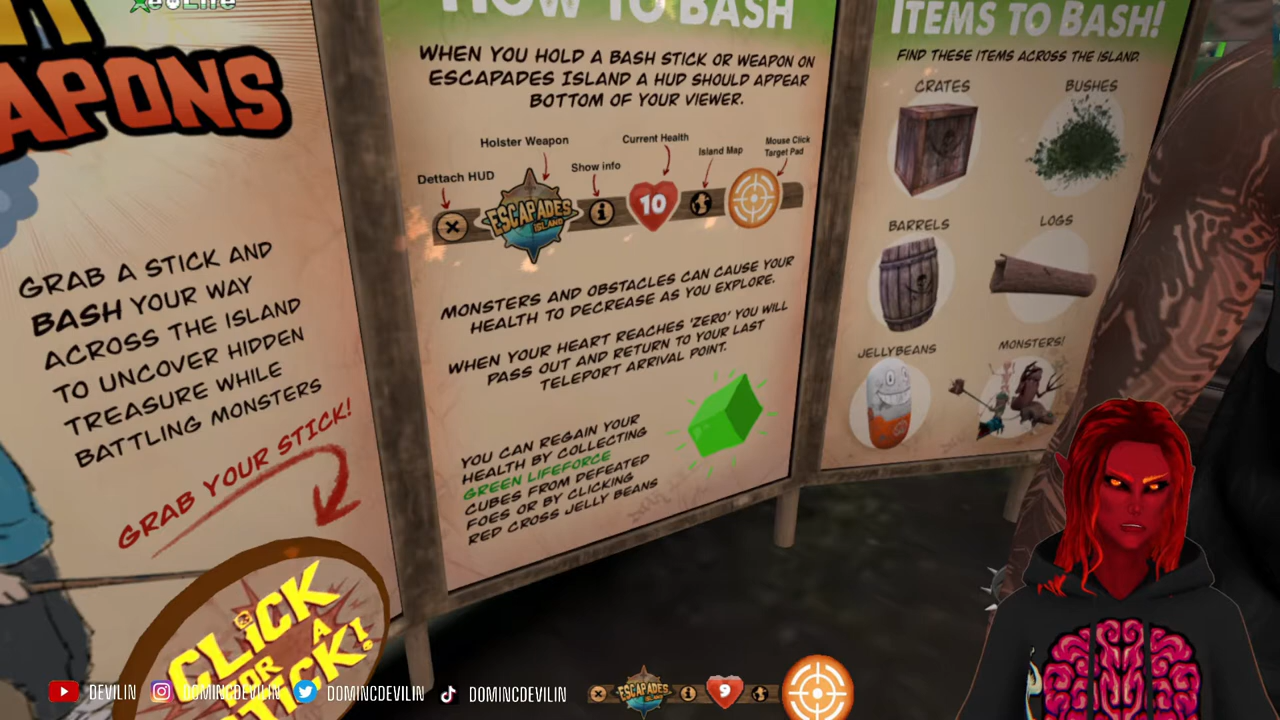 APONS
GRAB A STICK AND
BASH YOUR WAY
ACROSS THE ISLAND
TO UNCOVER HIDDEN
TREASURE WHILE
BATTLING MONSTERS
GRAB YOUR STICK!
CLICK
FOR A
STICK!
HOW TO BASH
WHEN YOU HOLD A BASH STICK OR WEAPON ON
ESCAPADES ISLAND A HUD SHOULD APPEAR
BOTTOM OF YOUR VIEWER.
Dettach HUD
Holster Weapon
Show info
Current Health
Island Map
Mouse Click
Target Pad
ESCAPADES
ISLAND
10
MONSTERS AND OBSTACLES CAN CAUSE YOUR
HEALTH TO DECREASE AS YOU EXPLORE.
WHEN YOUR HEART REACHES 'ZERO' YOU WILL
PASS OUT AND RETURN TO YOUR LAST
TELEPORT ARRIVAL POINT.
YOU CAN REGAIN YOUR
HEALTH BY COLLECTING
GREEN LIFEFORCE
CUBES FROM DEFEATED
FOES OR BY CLICKING
RED CROSS JELLY BEANS
ITEMS TO BASH!
FIND THESE ITEMS ACROSS THE ISLAND.
CRATES
BUSHES
BARRELS
LOGS
JELLYBEANS
MONSTERS!
DEVILIN
DOMINCDEVILIN
DOMINCDEVILIN
DOMINCDEVILIN
ESCAPADES
9